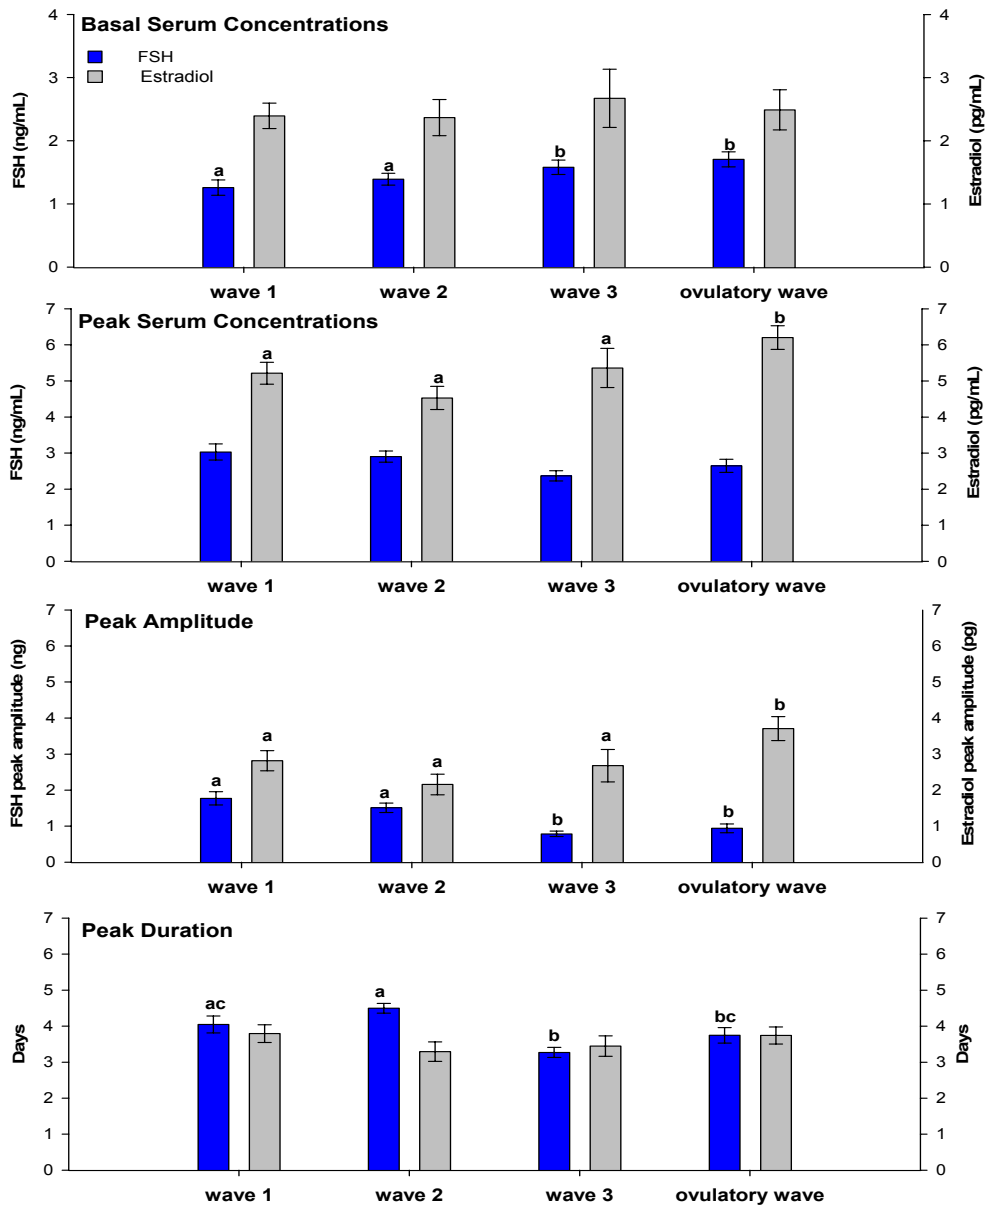 Basal Serum Concentrations
FSH
Estradiol
FSH (ng/mL)
Estradiol (pg/mL)
4 4
3 3
2 2
1 1
0 0
a a b b
wave 1 wave 2 wave 3 ovulatory wave
Peak Serum Concentrations
FSH (ng/mL)
Estradiol (pg/mL)
7 7
6 6
5 5
4 4
3 3
2 2
1 1
0 0
a a a b
wave 1 wave 2 wave 3 ovulatory wave
Peak Amplitude
FSH peak amplitude (ng)
Estradiol peak amplitude (pg)
7 7
6 6
5 5
4 4
3 3
2 2
1 1
0 0
a a a a b a b
wave 1 wave 2 wave 3 ovulatory wave
Peak Duration
Days
Days
7 7
6 6
5 5
4 4
3 3
2 2
1 1
0 0
ac a b bc
wave 1 wave 2 wave 3 ovulatory wave